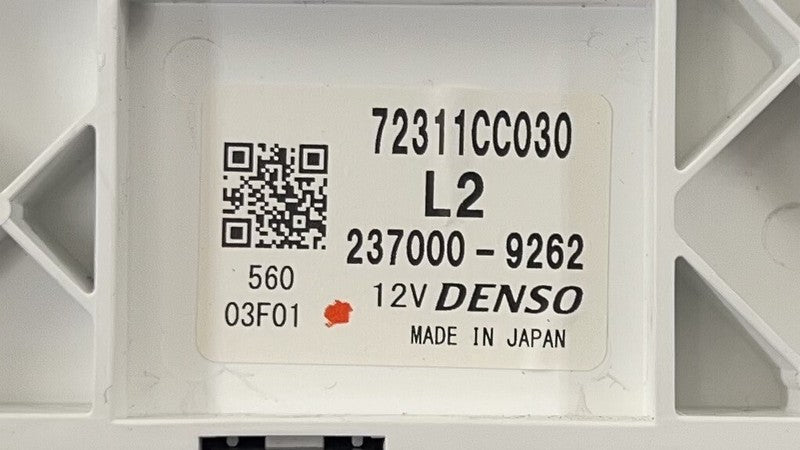 72311CC030
L2
237000-9262
560
03F01
12V DENSO
MADE IN JAPAN